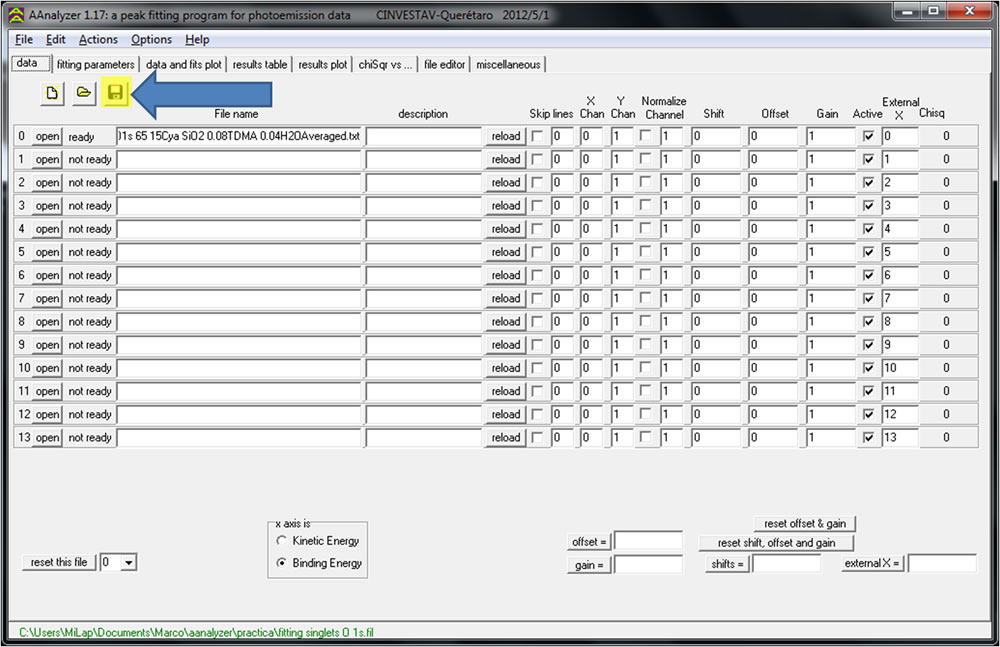 AAnalyzer 1.17: a peak fitting program for photoemission data CINVESTAV-Querétaro 2012/5/1
File Edit Actions Options Help
data fitting parameters data and fits plot results table results plot chiSqr vs ... file editor miscellaneous
File name description Skip lines X Chan Y Chan Normalize Channel Shift Offset Gain Active External X Chisq
0 open ready )1s 65 15Cya SiO2 0.08TDMA 0.04H2OAveraged.txt reload 0 0 1 1 0 0 1 0 0
1 open not ready reload 0 0 1 1 0 0 1 1 0
2 open not ready reload 0 0 1 1 0 0 1 2 0
3 open not ready reload 0 0 1 1 0 0 1 3 0
4 open not ready reload 0 0 1 1 0 0 1 4 0
5 open not ready reload 0 0 1 1 0 0 1 5 0
6 open not ready reload 0 0 1 1 0 0 1 6 0
7 open not ready reload 0 0 1 1 0 0 1 7 0
8 open not ready reload 0 0 1 1 0 0 1 8 0
9 open not ready reload 0 0 1 1 0 0 1 9 0
10 open not ready reload 0 0 1 1 0 0 1 10 0
11 open not ready reload 0 0 1 1 0 0 1 11 0
12 open not ready reload 0 0 1 1 0 0 1 12 0
13 open not ready reload 0 0 1 1 0 0 1 13 0
x axis is
Kinetic Energy
Binding Energy
reset this file 0
offset =
gain =
reset offset & gain
reset shift, offset and gain
shifts =
external X =
C:\Users\MiLap\Documents\Marco\aanalyzer\practica\fitting singlets O 1s.fil